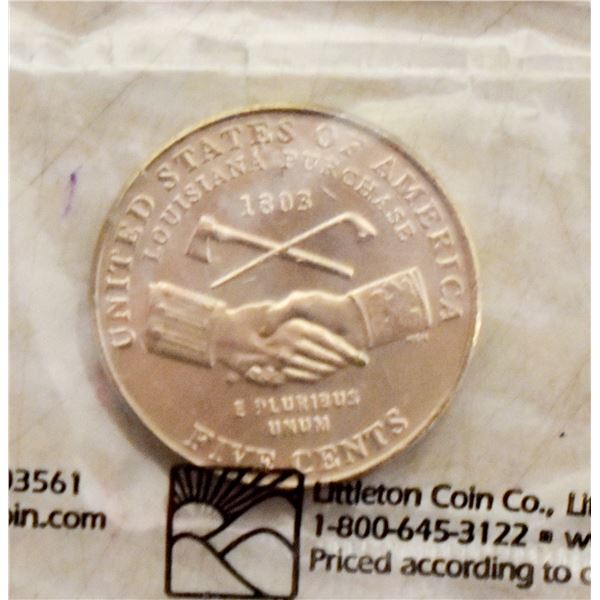 UNITED STATES OF AMERICA
LOUISIANA PURCHASE
1803
E PLURIBUS
UNUM
FIVE CENTS
03561
oin.com
Littleton Coin Co., Lit
1-800-645-3122 ▪ w
Priced according to c